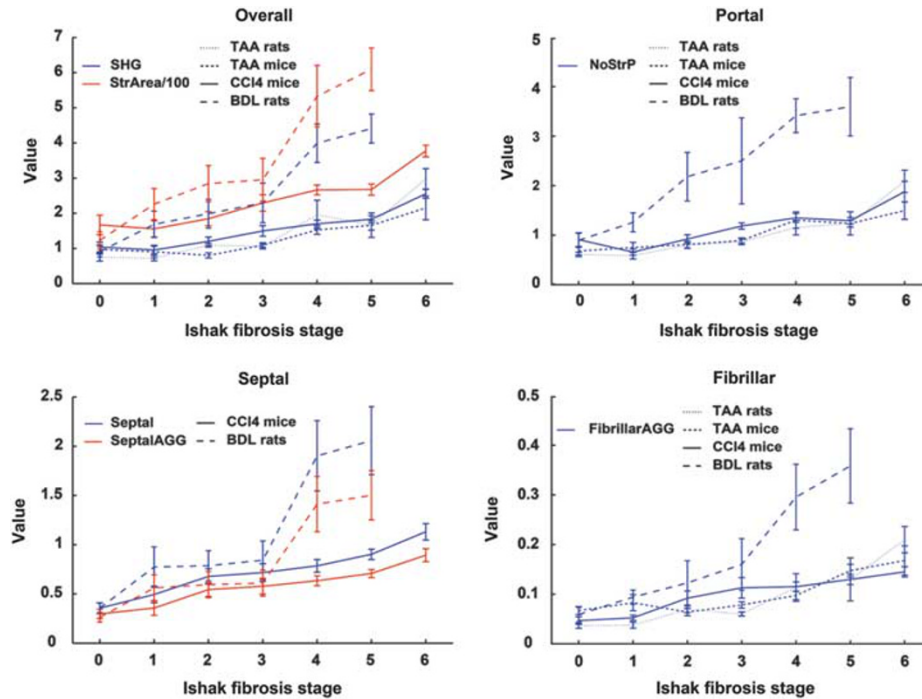 Overall
7
6
5
4
3
2
1
0
Value
SHG
StrArea/100
TAA rats
TAA mice
CCl4 mice
BDL rats
0 1 2 3 4 5 6
Ishak fibrosis stage
Portal
5
4
3
2
1
0
Value
NoStrP
TAA rats
TAA mice
CCl4 mice
BDL rats
0 1 2 3 4 5 6
Ishak fibrosis stage
Septal
2.5
2
1.5
1
0.5
0
Value
Septal
SeptalAGG
CCl4 mice
BDL rats
0 1 2 3 4 5 6
Ishak fibrosis stage
Fibrillar
0.5
0.4
0.3
0.2
0.1
0
Value
FibrillarAGG
TAA rats
TAA mice
CCl4 mice
BDL rats
0 1 2 3 4 5 6
Ishak fibrosis stage